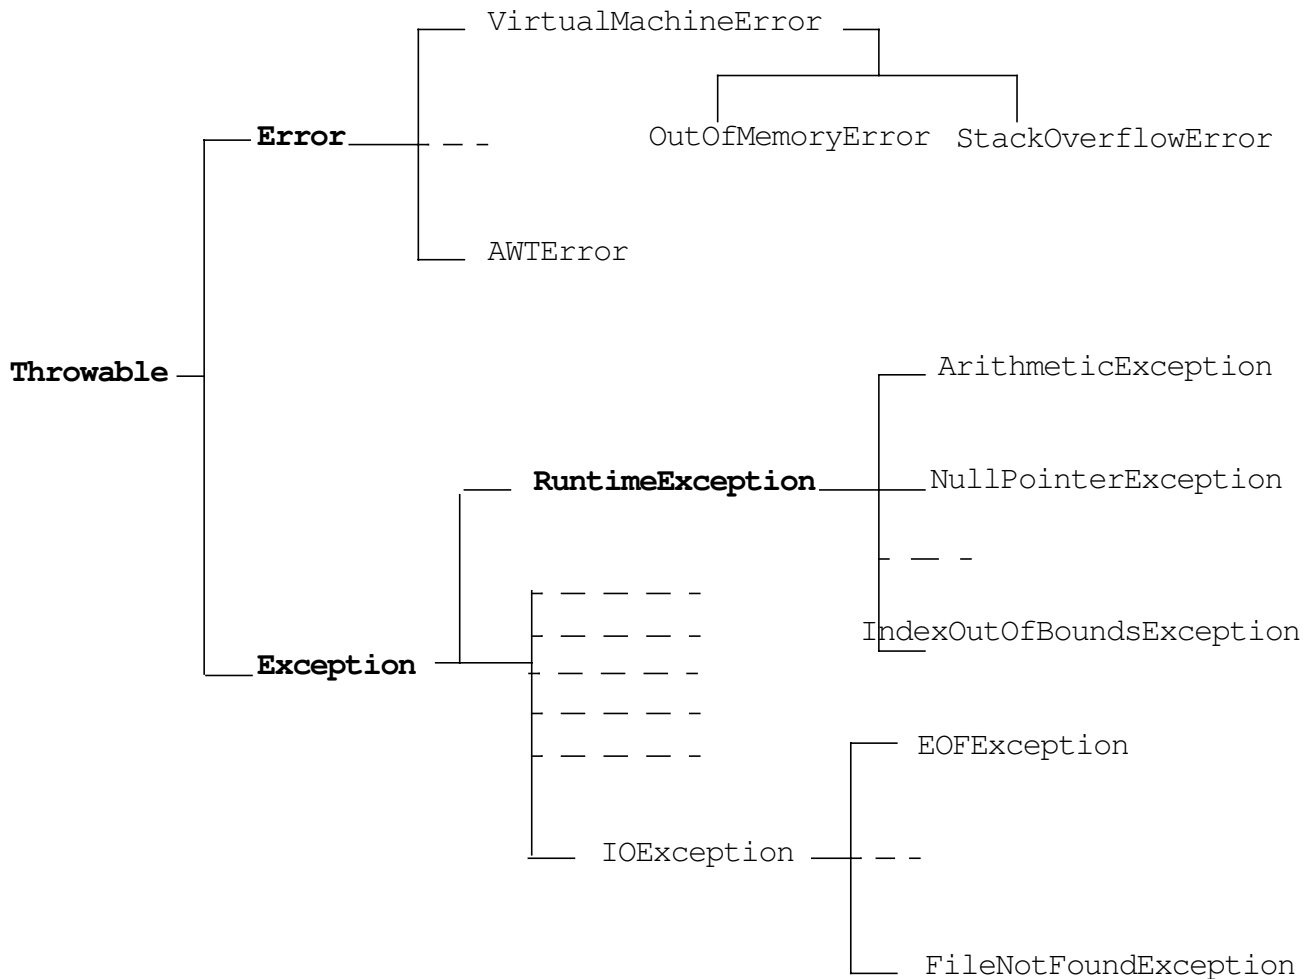 VirtualMachineError
Error
OutOfMemoryError
StackOverflowError
AWTError
Throwable
ArithmeticException
RuntimeException
NullPointerException
IndexOutOfBoundsException
Exception
EOFException
IOException
FileNotFoundException